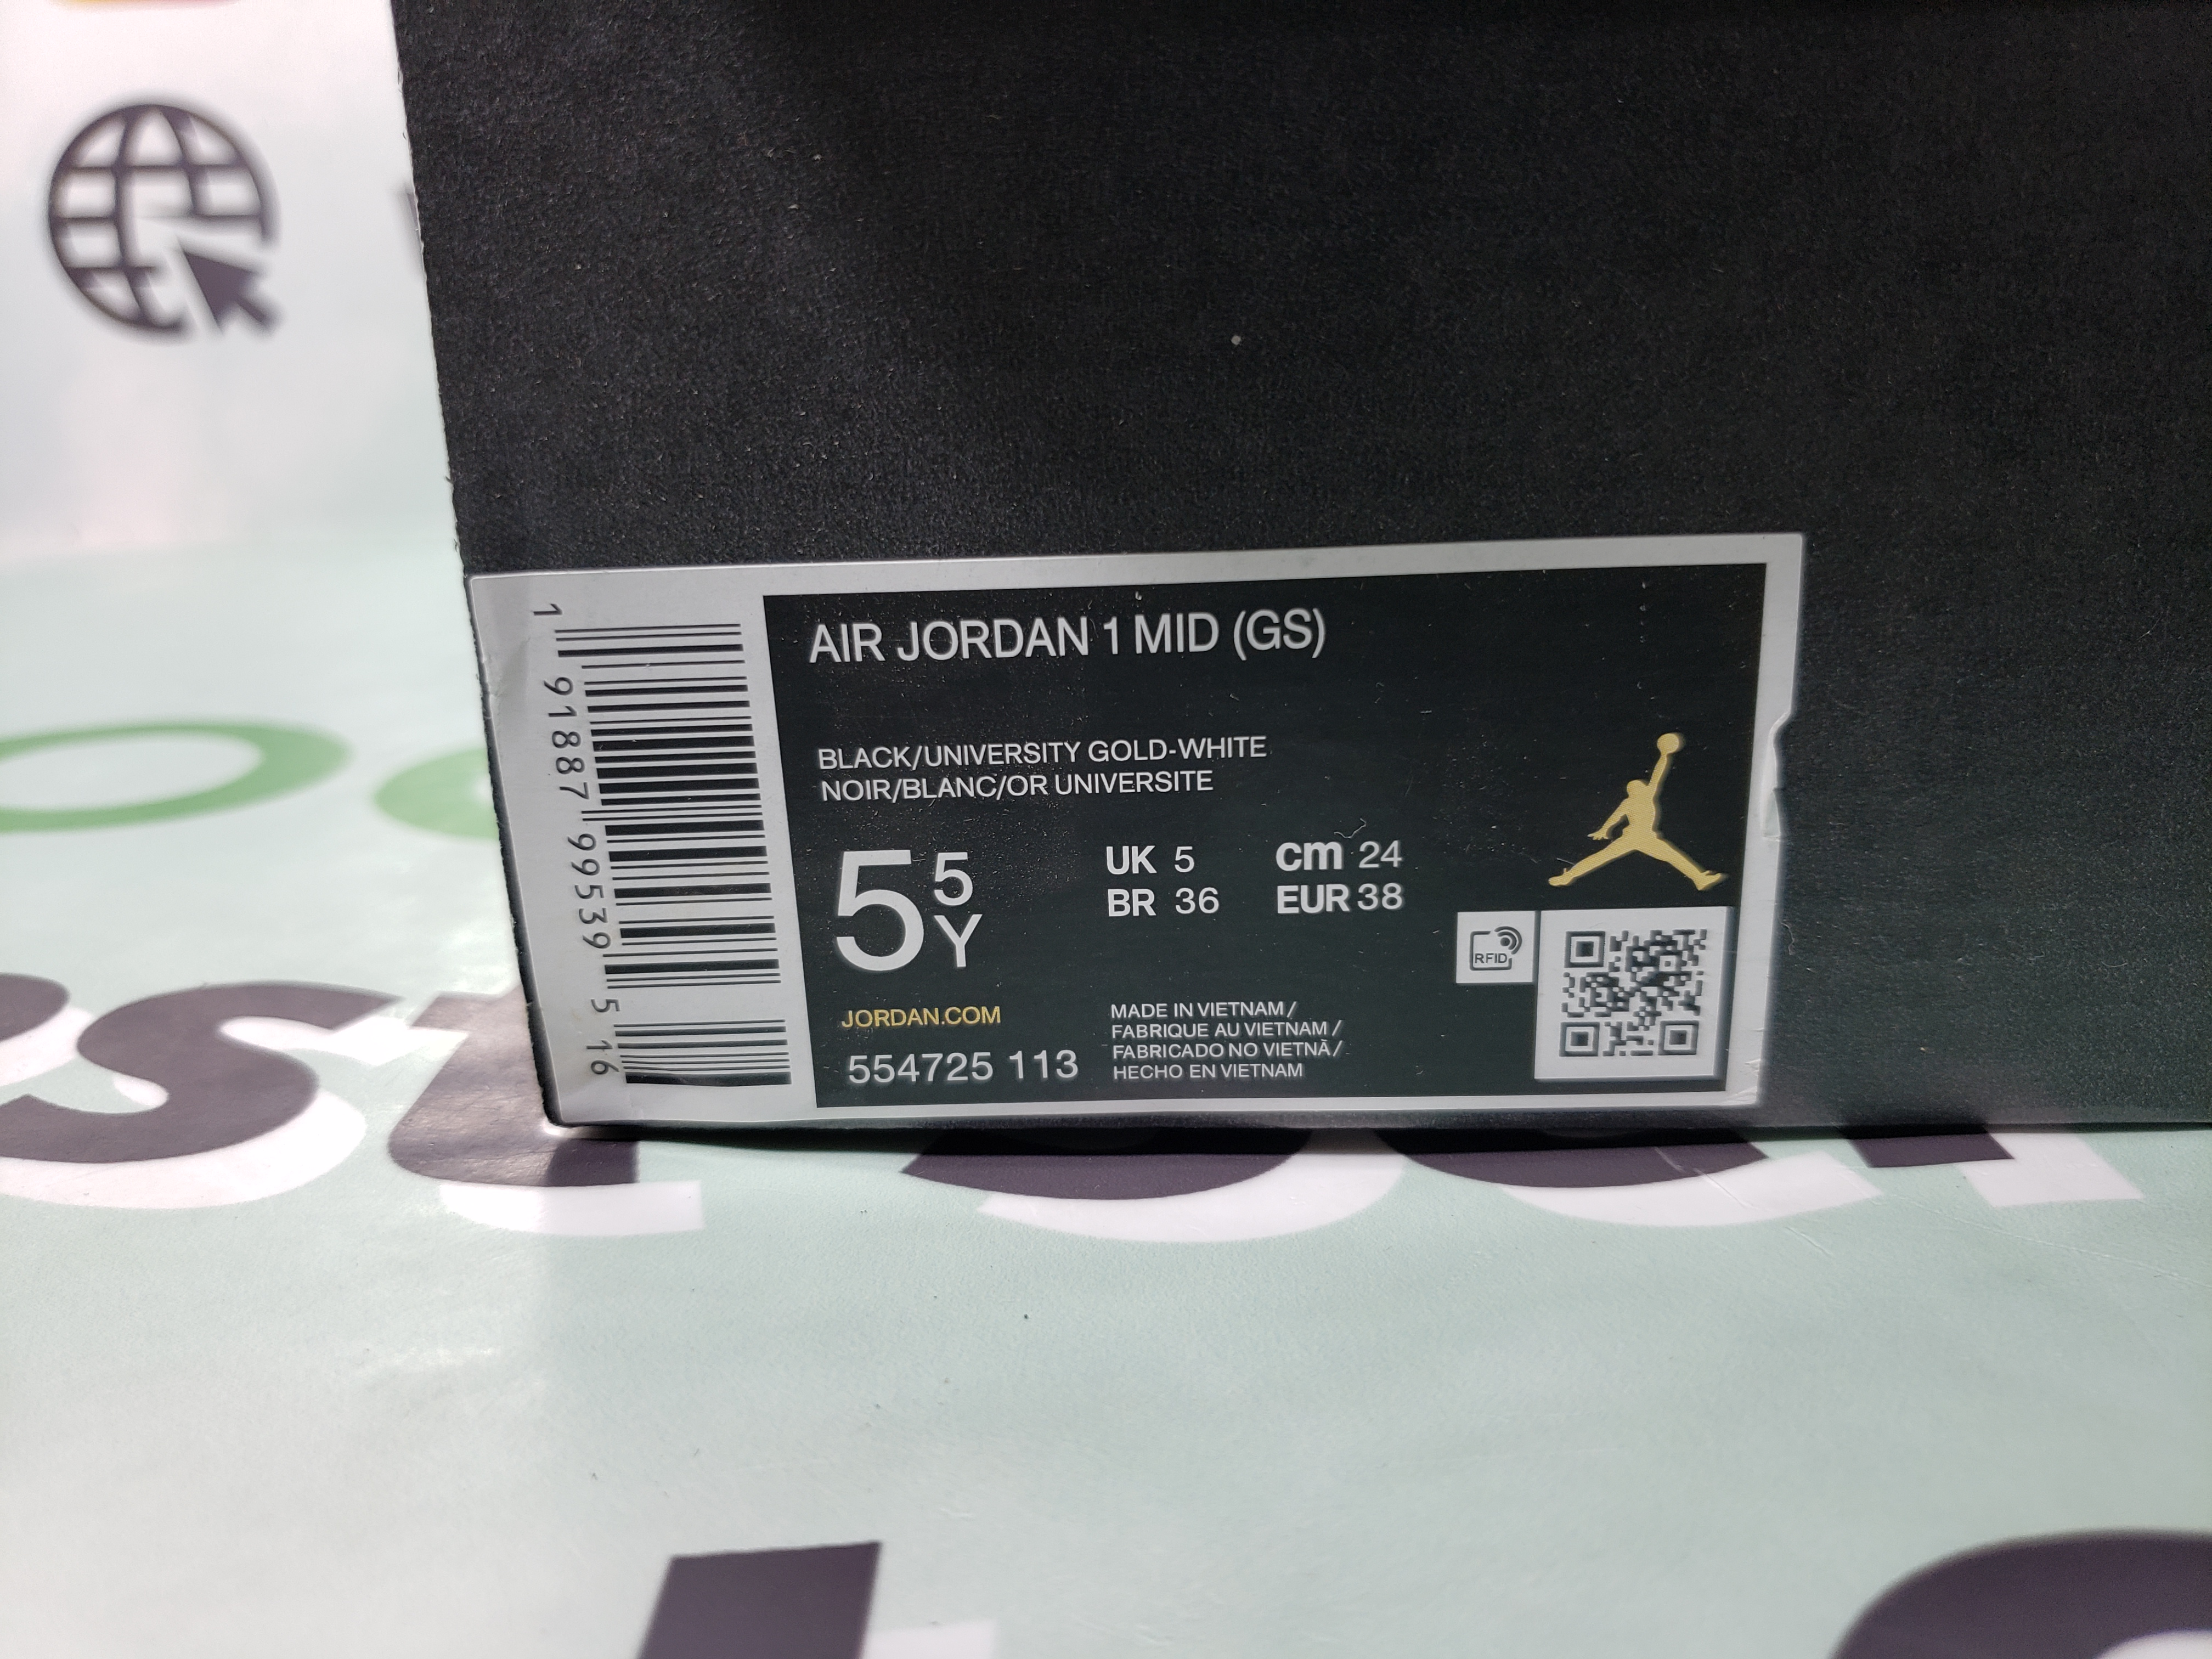 AIR JORDAN 1 MID (GS)
BLACK/UNIVERSITY GOLD-WHITE
NOIR/BLANC/OR UNIVERSITE
5 5 Y
UK 5 cm 24
BR 36 EUR 38
JORDAN.COM
554725 113
MADE IN VIETNAM /
FABRIQUE AU VIETNAM /
FABRICADO NO VIETNÃ /
HECHO EN VIETNAM
RFID
1 91887 99539 5 16